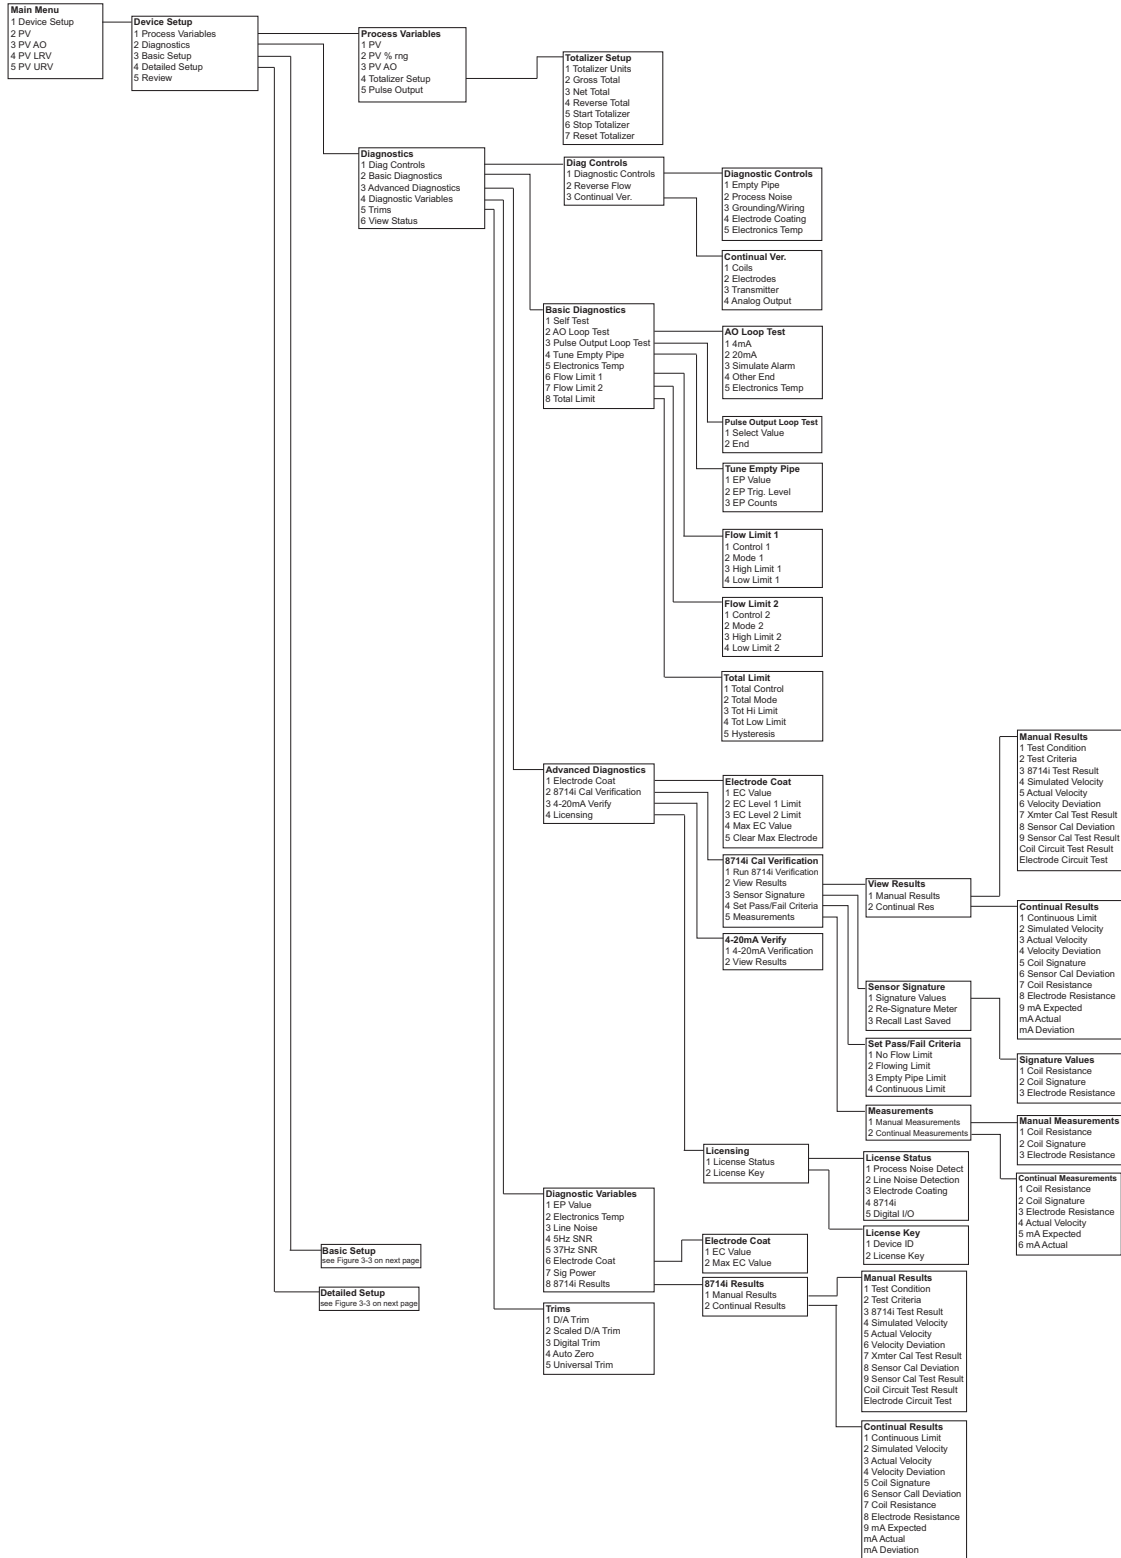 Main Menu
1 Device Setup
2 PV
3 PV AO
4 PV LRV
5 PV URV
Device Setup
1 Process Variables
2 Diagnostics
3 Basic Setup
4 Detailed Setup
5 Review
Process Variables
1 PV
2 PV % rng
3 PV AO
4 Totalizer Setup
5 Pulse Output
Totalizer Setup
1 Totalizer Units
2 Gross Total
3 Net Total
4 Reverse Total
5 Start Totalizer
6 Stop Totalizer
7 Reset Totalizer
Diagnostics
1 Diag Controls
2 Basic Diagnostics
3 Advanced Diagnostics
4 Diagnostic Variables
5 Trims
6 View Status
Diag Controls
1 Diagnostic Controls
2 Reverse Flow
3 Continual Ver.
Diagnostic Controls
1 Empty Pipe
2 Process Noise
3 Grounding/Wiring
4 Electrode Coating
5 Electronics Temp
Continual Ver.
1 Coils
2 Electrodes
3 Transmitter
4 Analog Output
Basic Diagnostics
1 Self Test
2 AO Loop Test
3 Pulse Output Loop Test
4 Tune Empty Pipe
5 Electronics Temp
6 Flow Limit 1
7 Flow Limit 2
8 Total Limit
AO Loop Test
1 4mA
2 20mA
3 Simulate Alarm
4 Other End
5 Electronics Temp
Pulse Output Loop Test
1 Select Value
2 End
Tune Empty Pipe
1 EP Value
2 EP Trig. Level
3 EP Counts
Flow Limit 1
1 Control 1
2 Mode 1
3 High Limit 1
4 Low Limit 1
Flow Limit 2
1 Control 2
2 Mode 2
3 High Limit 2
4 Low Limit 2
Total Limit
1 Total Control
2 Total Mode
3 Tot Hi Limit
4 Tot Low Limit
5 Hysteresis
Advanced Diagnostics
1 Electrode Coat
2 8714i Cal Verification
3 4-20mA Verify
4 Licensing
Electrode Coat
1 EC Value
2 EC Level 1 Limit
3 EC Level 2 Limit
4 Max EC Value
5 Clear Max Electrode
8714i Cal Verification
1 Run 8714i Verification
2 View Results
3 Sensor Signature
4 Set Pass/Fail Criteria
5 Measurements
4-20mA Verify
1 4-20mA Verification
2 View Results
View Results
1 Manual Results
2 Continual Res
Manual Results
1 Test Condition
2 Test Criteria
3 8714i Test Result
4 Simulated Velocity
5 Actual Velocity
6 Velocity Deviation
7 Xmter Cal Test Result
8 Sensor Cal Deviation
9 Sensor Cal Test Result
Coil Circuit Test Result
Electrode Circuit Test
Continual Results
1 Continuous Limit
2 Simulated Velocity
3 Actual Velocity
4 Velocity Deviation
5 Coil Signature
6 Sensor Cal Deviation
7 Coil Resistance
8 Electrode Resistance
9 mA Expected
mA Actual
mA Deviation
Sensor Signature
1 Signature Values
2 Re-Signature Meter
3 Recall Last Saved
Set Pass/Fail Criteria
1 No Flow Limit
2 Flowing Limit
3 Empty Pipe Limit
4 Continuous Limit
Signature Values
1 Coil Resistance
2 Coil Signature
3 Electrode Resistance
Measurements
1 Manual Measurements
2 Continual Measurements
Manual Measurements
1 Coil Resistance
2 Coil Signature
3 Electrode Resistance
Continual Measurements
1 Coil Resistance
2 Coil Signature
3 Electrode Resistance
4 Actual Velocity
5 mA Expected
6 mA Actual
Licensing
1 License Status
2 License Key
License Status
1 Process Noise Detect
2 Line Noise Detection
3 Electrode Coating
4 8714i
5 Digital I/O
License Key
1 Device ID
2 License Key
Diagnostic Variables
1 EP Value
2 Electronics Temp
3 Line Noise
4 5Hz SNR
5 37Hz SNR
6 Electrode Coat
7 Sig Power
8 8714i Results
Electrode Coat
1 EC Value
2 Max EC Value
8714i Results
1 Manual Results
2 Continual Results
Manual Results
1 Test Condition
2 Test Criteria
3 8714i Test Result
4 Simulated Velocity
5 Actual Velocity
6 Velocity Deviation
7 Xmter Cal Test Result
8 Sensor Cal Deviation
9 Sensor Cal Test Result
Coil Circuit Test Result
Electrode Circuit Test
Continual Results
1 Continuous Limit
2 Simulated Velocity
3 Actual Velocity
4 Velocity Deviation
5 Coil Signature
6 Sensor Call Deviation
7 Coil Resistance
8 Electrode Resistance
9 mA Expected
mA Actual
mA Deviation
Basic Setup
see Figure 3-3 on next page
Detailed Setup
see Figure 3-3 on next page
Trims
1 D/A Trim
2 Scaled D/A Trim
3 Digital Trim
4 Auto Zero
5 Universal Trim